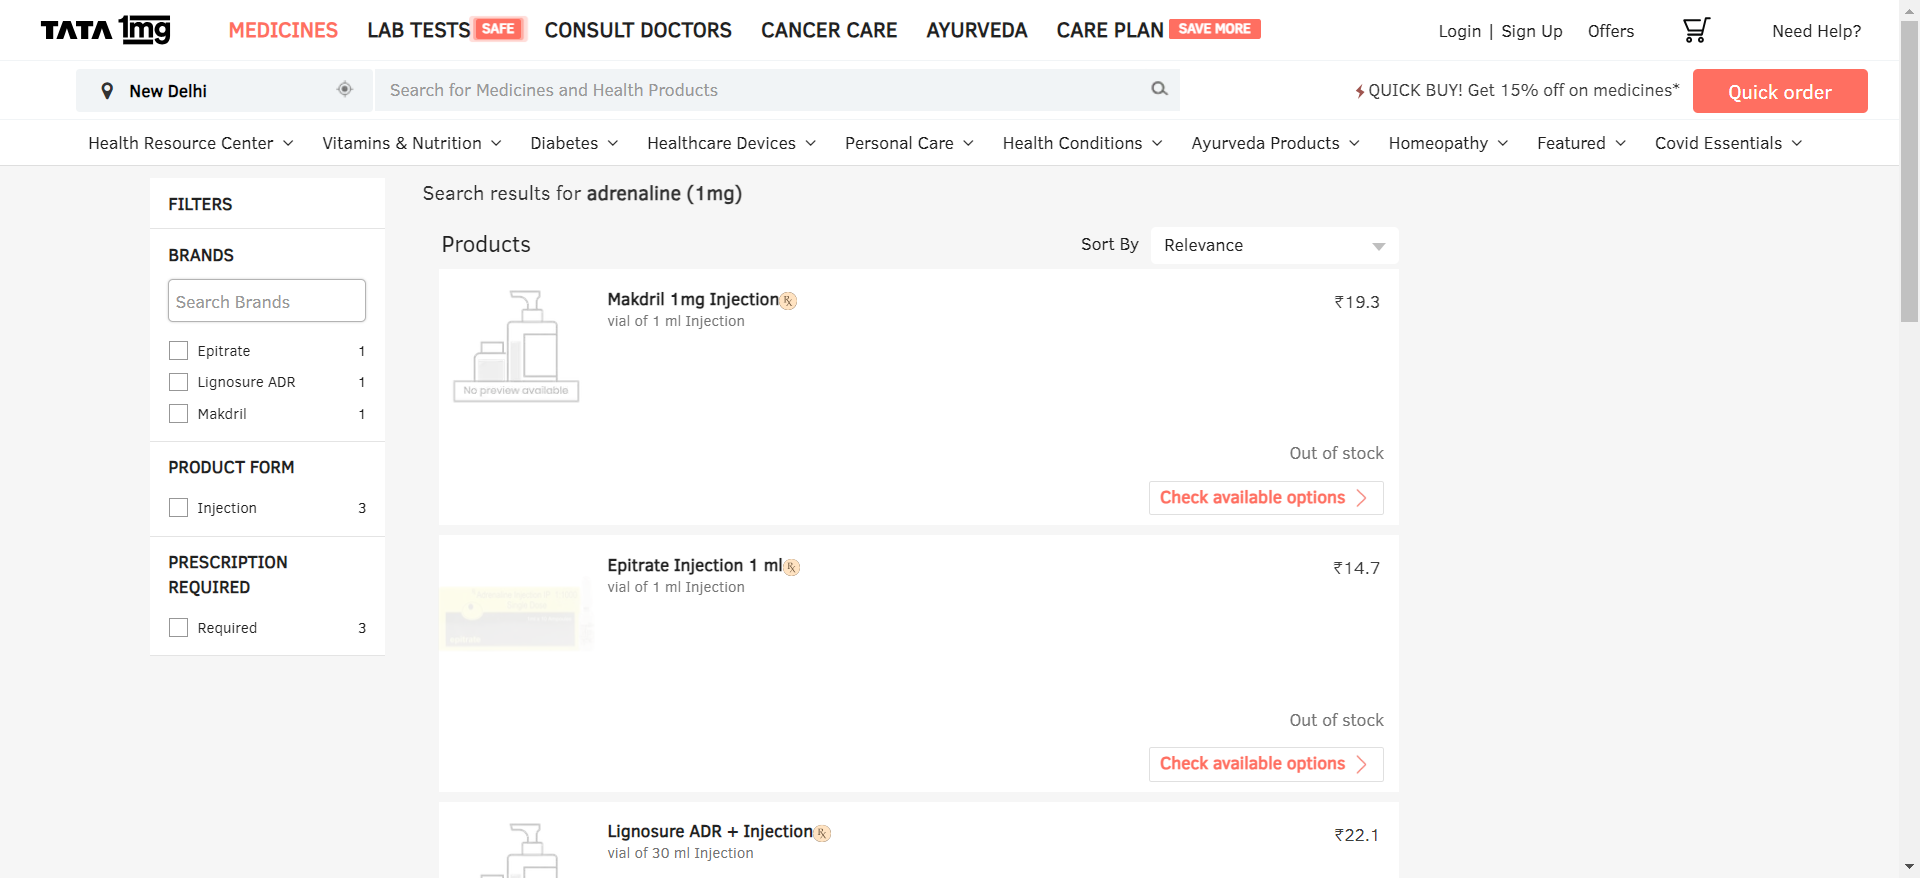 TATA 1mg
MEDICINES
LAB TESTS SAFE
CONSULT DOCTORS
CANCER CARE
AYURVEDA
CARE PLAN SAVE MORE
Login | Sign Up
Offers
Need Help?
New Delhi
Search for Medicines and Health Products
QUICK BUY! Get 15% off on medicines*
Quick order
Health Resource Center
Vitamins & Nutrition
Diabetes
Healthcare Devices
Personal Care
Health Conditions
Ayurveda Products
Homeopathy
Featured
Covid Essentials
FILTERS
BRANDS
Search Brands
Epitrate 1
Lignosure ADR 1
Makdril 1
PRODUCT FORM
Injection 3
PRESCRIPTION
REQUIRED
Required 3
Search results for adrenaline (1mg)
Products
Sort By Relevance
Makdril 1mg Injection
vial of 1 ml Injection
₹19.3
No preview available
Out of stock
Check available options
Epitrate Injection 1 ml
vial of 1 ml Injection
₹14.7
Out of stock
Check available options
Lignosure ADR + Injection
vial of 30 ml Injection
₹22.1